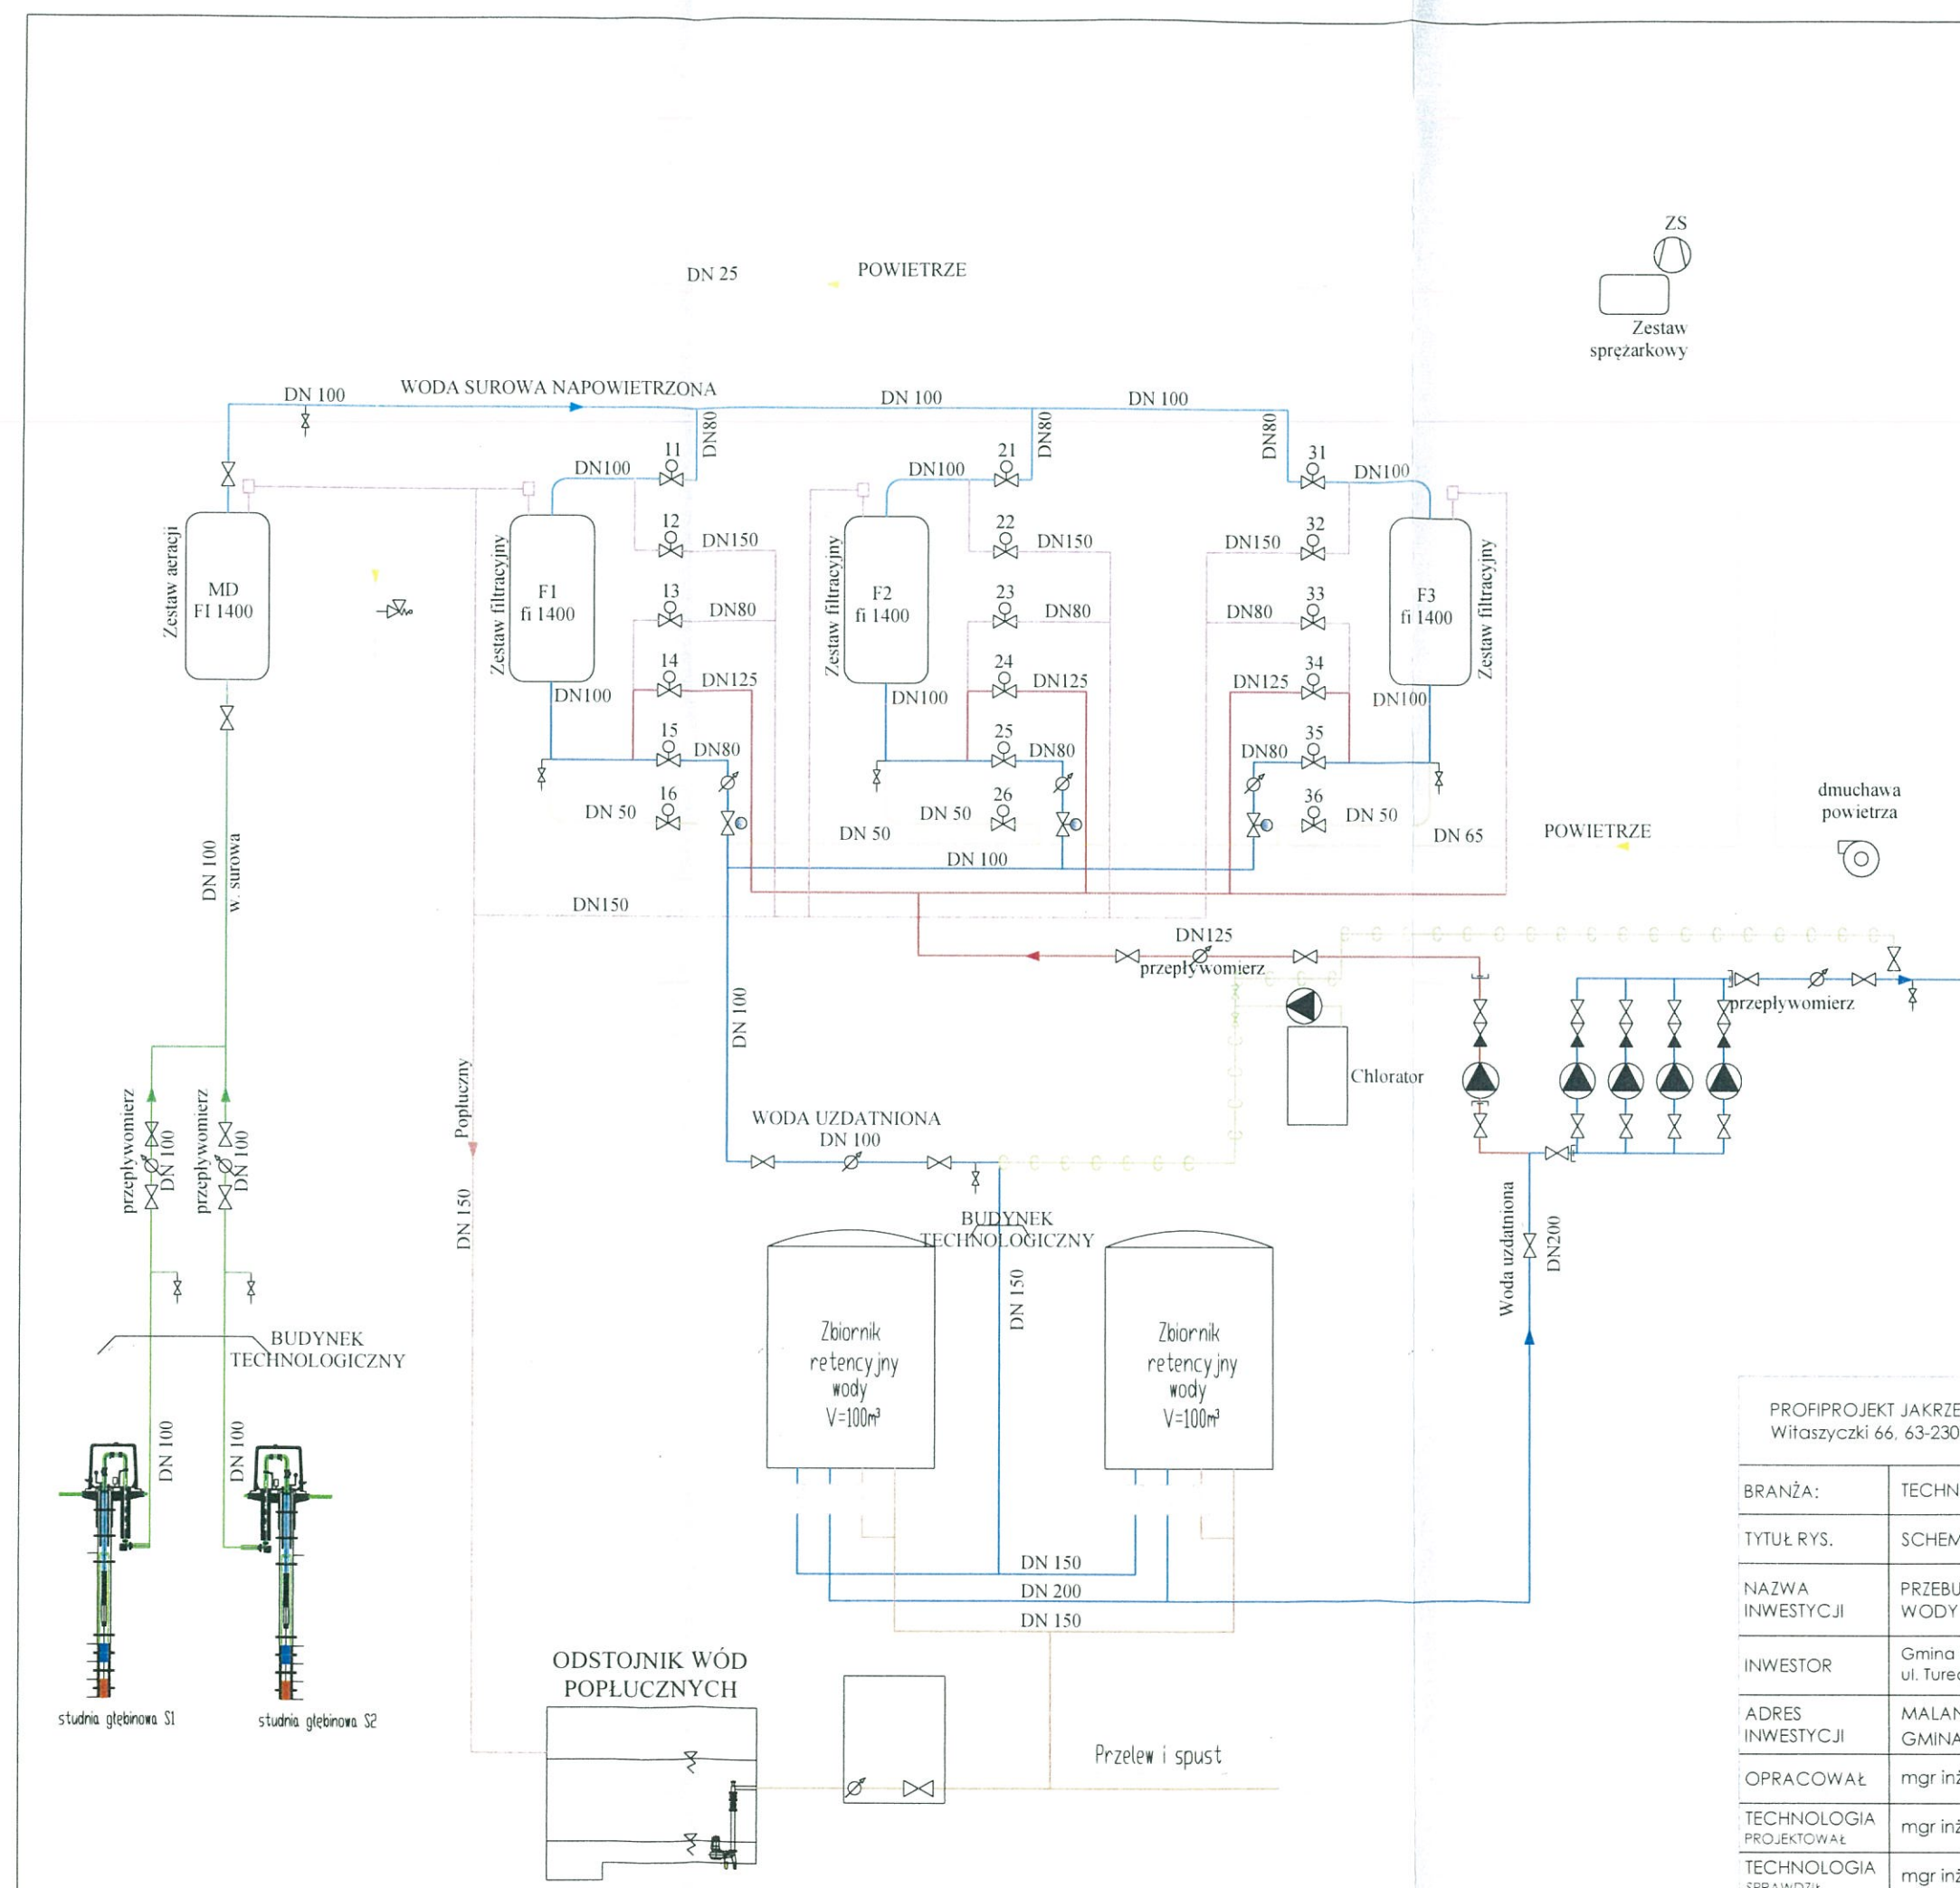 ZS
Zestaw
sprężarkowy
DN 25
POWIETRZE
DN 100
WODA SUROWA NAPOWIETRZONA
DN 100
DN 100
DN80
DN80
DN80
11
21
31
DN100
DN100
DN100
Zestaw aeracji
MD
FI 1400
Zestaw filtracyjny
F1
fi 1400
12
DN150
13
DN80
14
DN125
DN100
15
DN80
16
DN 50
Zestaw filtracyjny
F2
fi 1400
22
DN150
23
DN80
24
DN125
DN100
25
DN80
26
DN 50
DN 50
32
DN150
33
DN80
34
DN125
DN100
35
DN80
36
DN 50
F3
fi 1400
Zestaw filtracyjny
DN 65
POWIETRZE
dmuchawa
powietrza
DN 100
w. surowa
DN 100
DN150
DN125
przepływomierz
przepływomierz
DN 100
Chlorator
Popłuczny
DN 150
przepływomierz
DN 100
przepływomierz
DN 100
WODA UZDATNIONA
DN 100
BUDYNEK
TECHNOLOGICZNY
DN 150
Woda uzdatniona
DN200
BUDYNEK
TECHNOLOGICZNY
DN 100
DN 100
Zbiornik
retencyjny
wody
V=100m³
Zbiornik
retencyjny
wody
V=100m³
DN 150
DN 200
DN 150
studnia głębinowa S1
studnia głębinowa S2
ODSTOJNIK WÓD
POPŁUCZNYCH
Przelew i spust
PROFIPROJEKT JAKRZE
Witaszyczki 66, 63-230
BRANŻA:
TECHN
TYTUŁ RYS.
SCHEM
NAZWA
INWESTYCJI
PRZEBU
WODY
INWESTOR
Gmina
ul. Turec
ADRES
INWESTYCJI
MALAN
GMINA
OPRACOWAŁ
mgr inż
TECHNOLOGIA
PROJEKTOWAŁ
mgr inż
TECHNOLOGIA
SPRAWDZIŁ
mgr inż